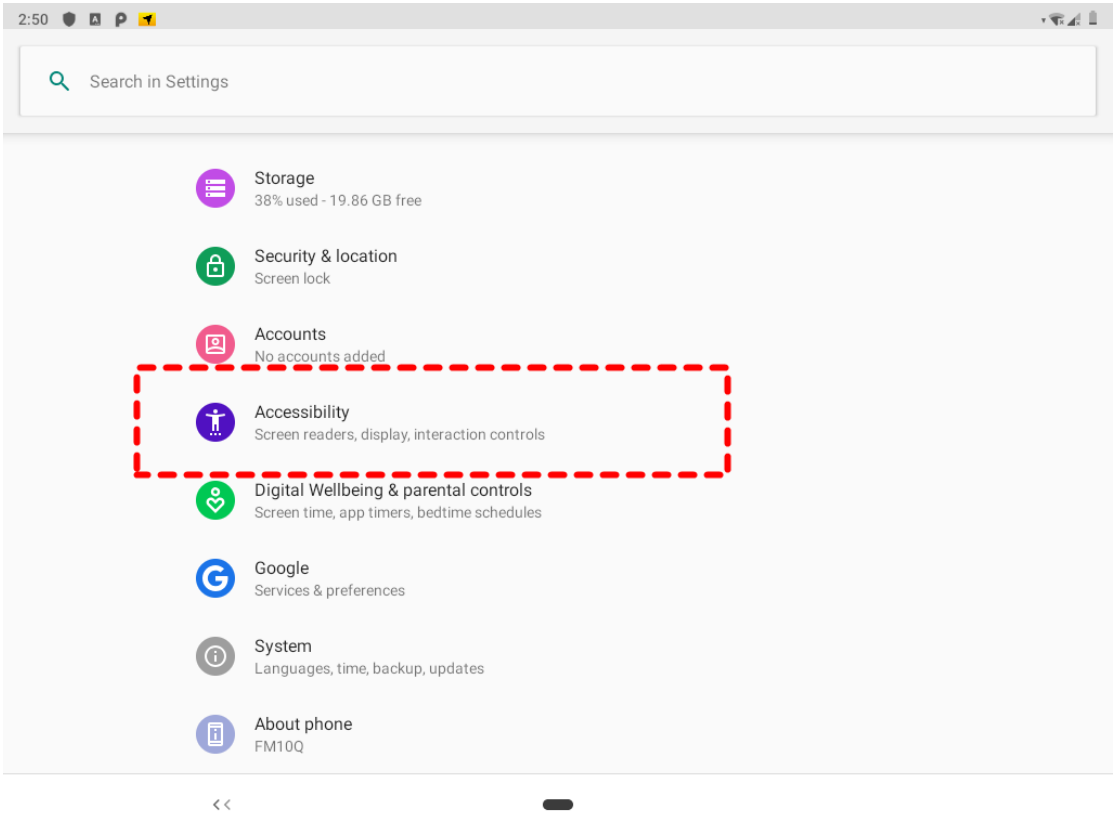 2:50
Search in Settings
Storage
38% used - 19.86 GB free
Security & location
Screen lock
Accounts
No accounts added
Accessibility
Screen readers, display, interaction controls
Digital Wellbeing & parental controls
Screen time, app timers, bedtime schedules
Google
Services & preferences
System
Languages, time, backup, updates
About phone
FM10Q